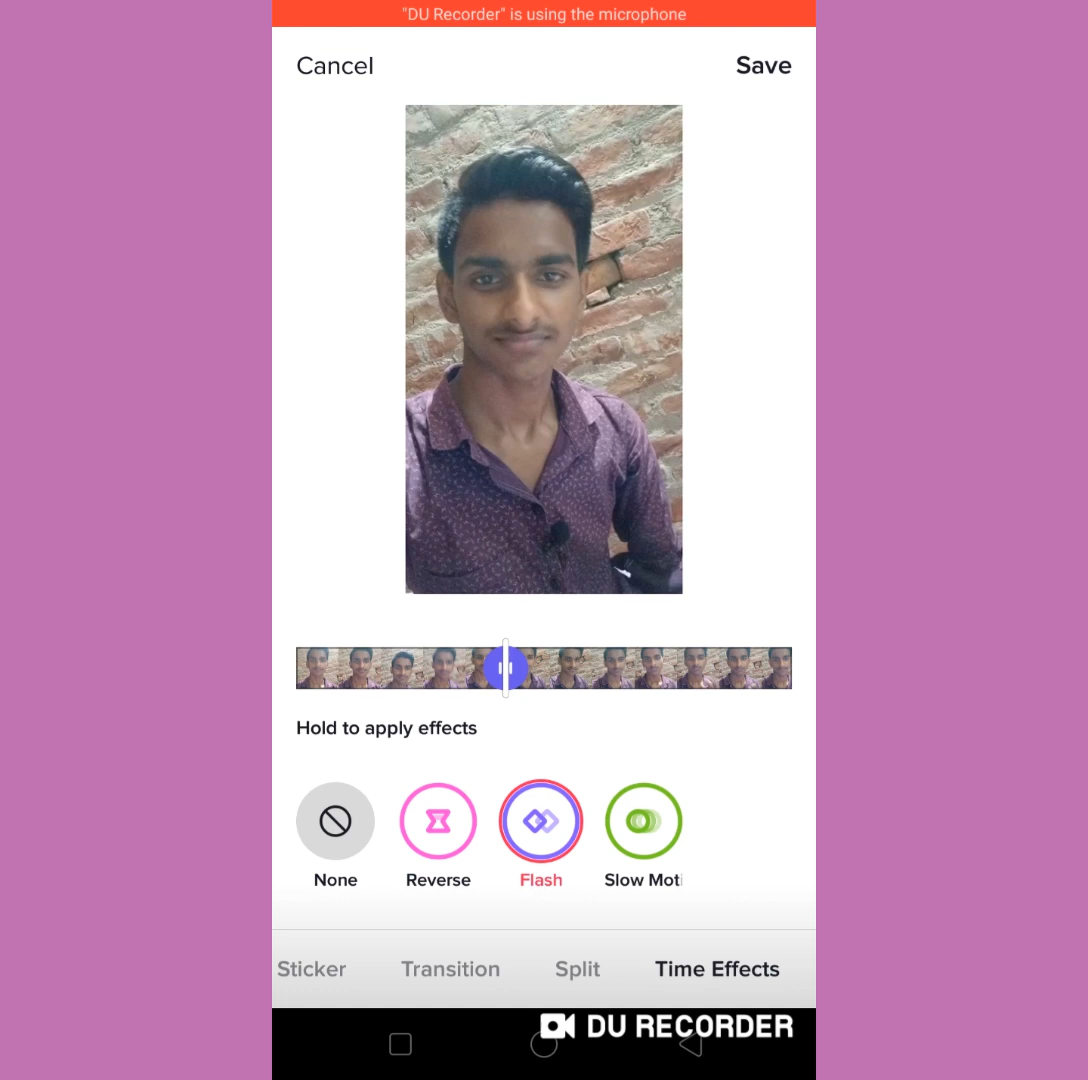 "DU Recorder" is using the microphone
Cancel
Save
Hold to apply effects
None
Reverse
Flash
Slow Moti
Sticker
Transition
Split
Time Effects
DU RECORDER